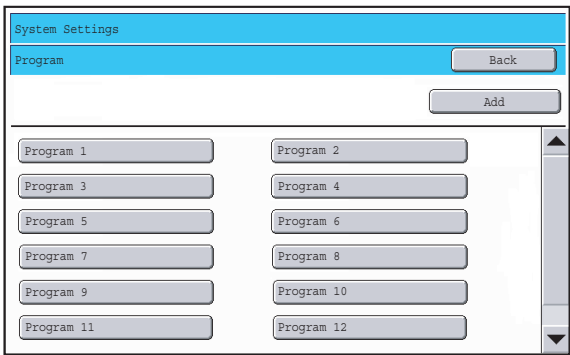 System Settings
Program
Back
Add
Program 1
Program 2
Program 3
Program 4
Program 5
Program 6
Program 7
Program 8
Program 9
Program 10
Program 11
Program 12